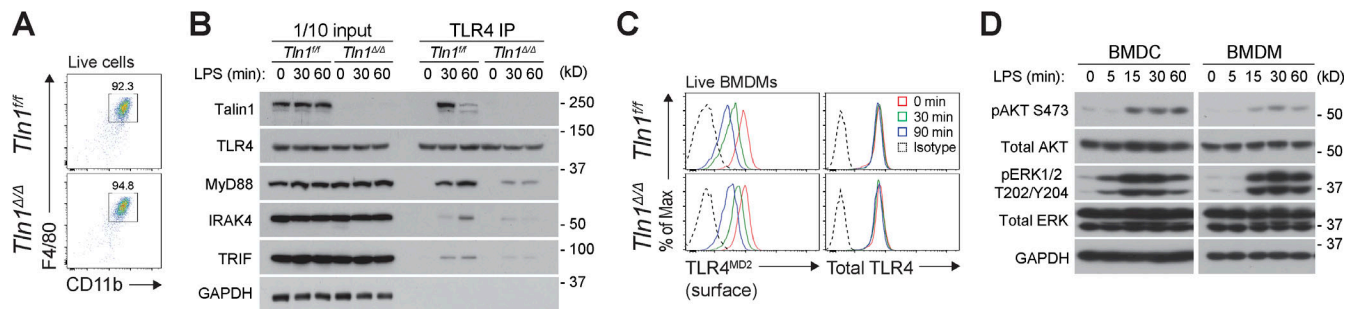 A
Live cells
92.3
Tln1f/f
94.8
Tln1Δ/Δ
F4/80
CD11b
B
1/10 input TLR4 IP
Tln1f/f Tln1Δ/Δ Tln1f/f Tln1Δ/Δ
LPS (min): 0 30 60 0 30 60 0 30 60 0 30 60 (kD)
Talin1
- 250
- 150
TLR4
- 37
MyD88
IRAK4
- 50
- 100
TRIF
- 37
GAPDH
C
Live BMDMs
Tln1f/f
0 min
30 min
90 min
Isotype
Tln1Δ/Δ
% of Max
TLR4MD2 Total TLR4
(surface)
D
BMDC BMDM
LPS (min): 0 5 15 30 60 0 5 15 30 60 (kD)
pAKT S473
- 50
Total AKT
- 50
pERK1/2
T202/Y204
- 37
Total ERK
- 37
- 37
GAPDH